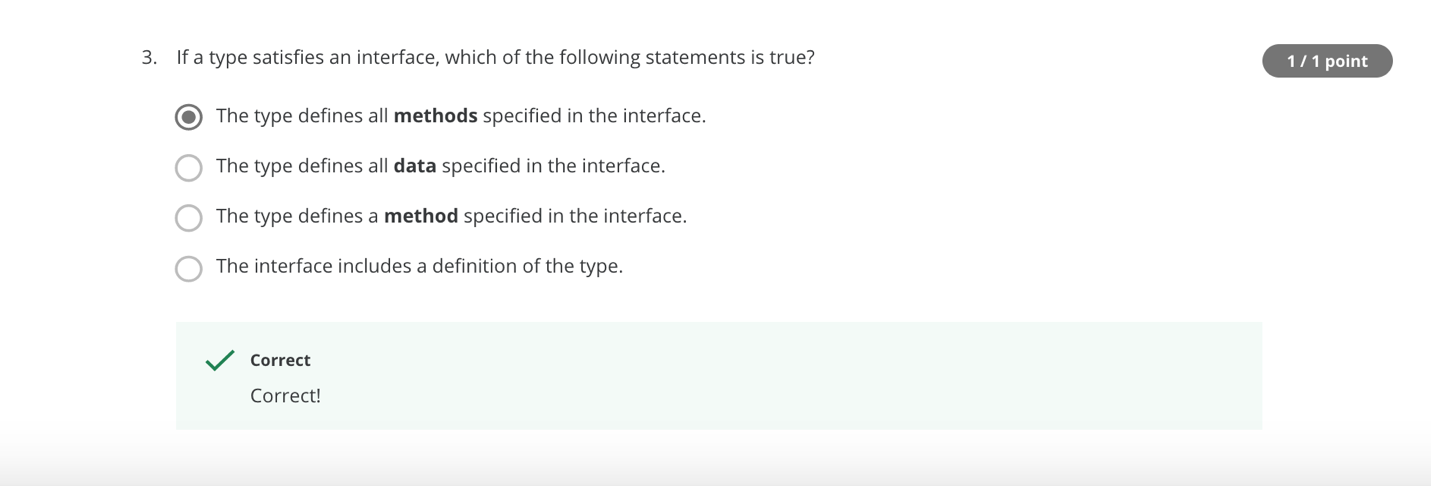 3. If a type satisfies an interface, which of the following statements is true?
1 / 1 point
The type defines all methods specified in the interface.
The type defines all data specified in the interface.
The type defines a method specified in the interface.
The interface includes a definition of the type.
Correct
Correct!